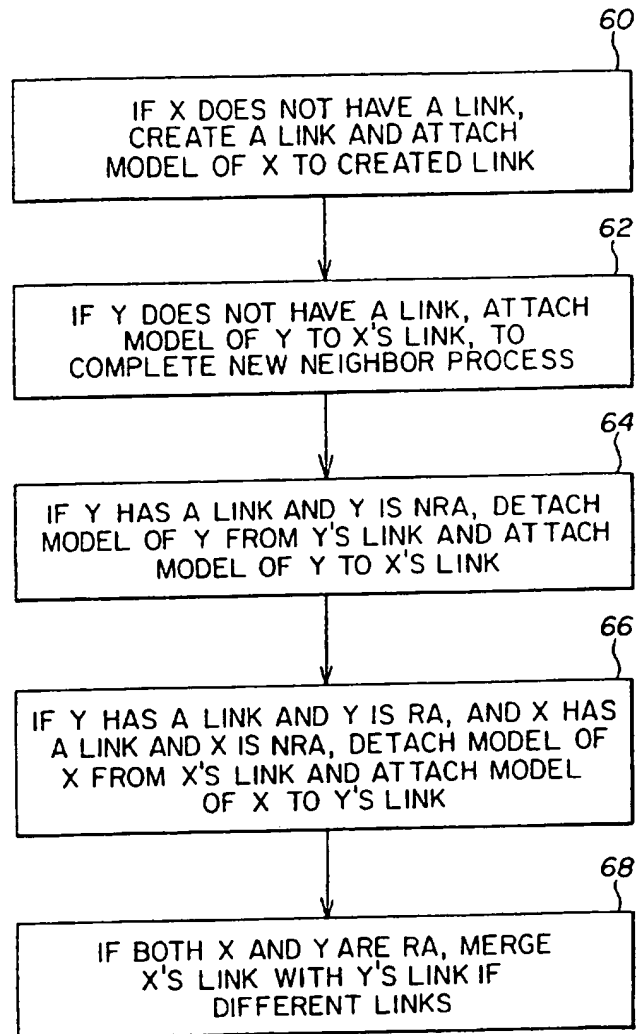 60
IF X DOES NOT HAVE A LINK,
CREATE A LINK AND ATTACH
MODEL OF X TO CREATED LINK
62
IF Y DOES NOT HAVE A LINK, ATTACH
MODEL OF Y TO X'S LINK, TO
COMPLETE NEW NEIGHBOR PROCESS
64
IF Y HAS A LINK AND Y IS NRA, DETACH
MODEL OF Y FROM Y'S LINK AND ATTACH
MODEL OF Y TO X'S LINK
66
IF Y HAS A LINK AND Y IS RA, AND X HAS
A LINK AND X IS NRA, DETACH MODEL OF
X FROM X'S LINK AND ATTACH MODEL
OF X TO Y'S LINK
68
IF BOTH X AND Y ARE RA, MERGE
X'S LINK WITH Y'S LINK IF
DIFFERENT LINKS